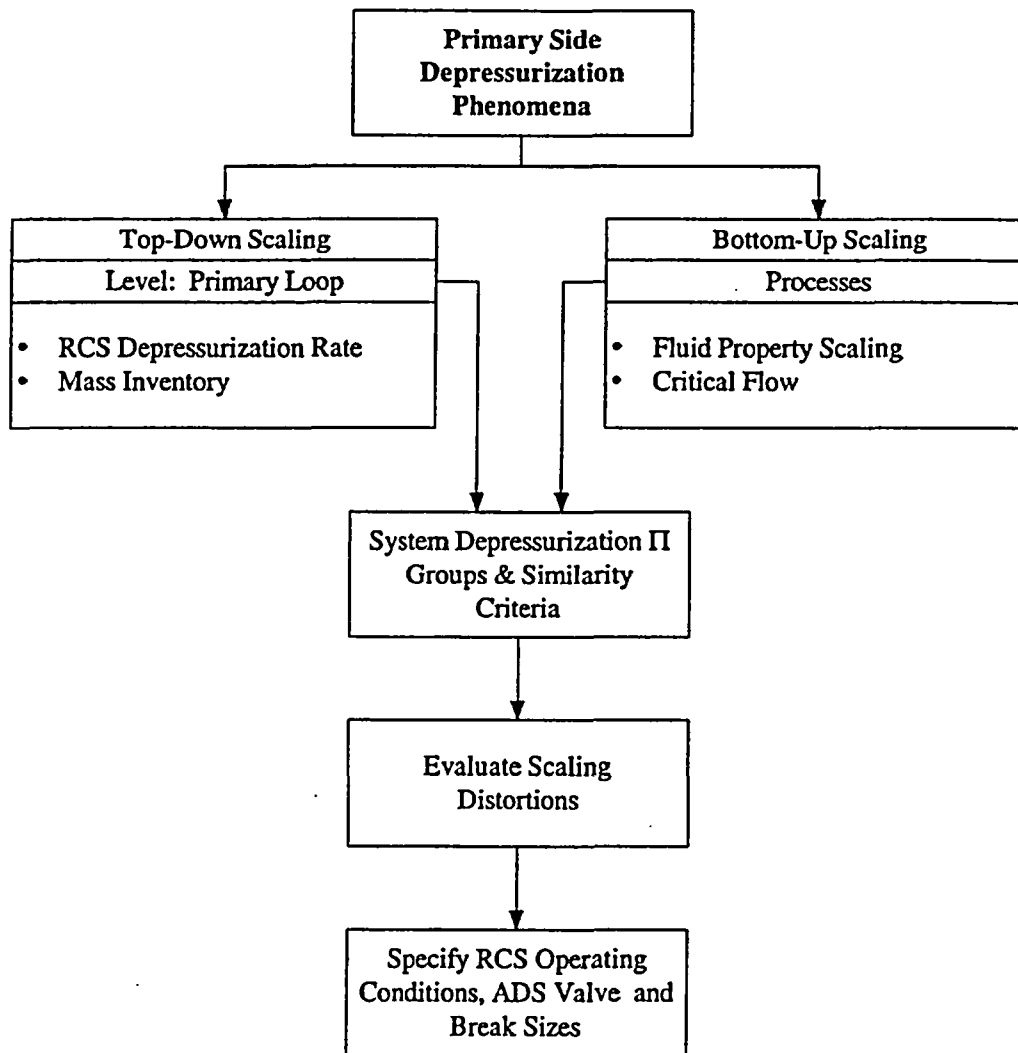 Primary Side
Depressurization
Phenomena
Top-Down Scaling
Level: Primary Loop
• RCS Depressurization Rate
• Mass Inventory
Bottom-Up Scaling
Processes
• Fluid Property Scaling
• Critical Flow
System Depressurization Π
Groups & Similarity
Criteria
Evaluate Scaling
Distortions
Specify RCS Operating
Conditions, ADS Valve and
Break Sizes